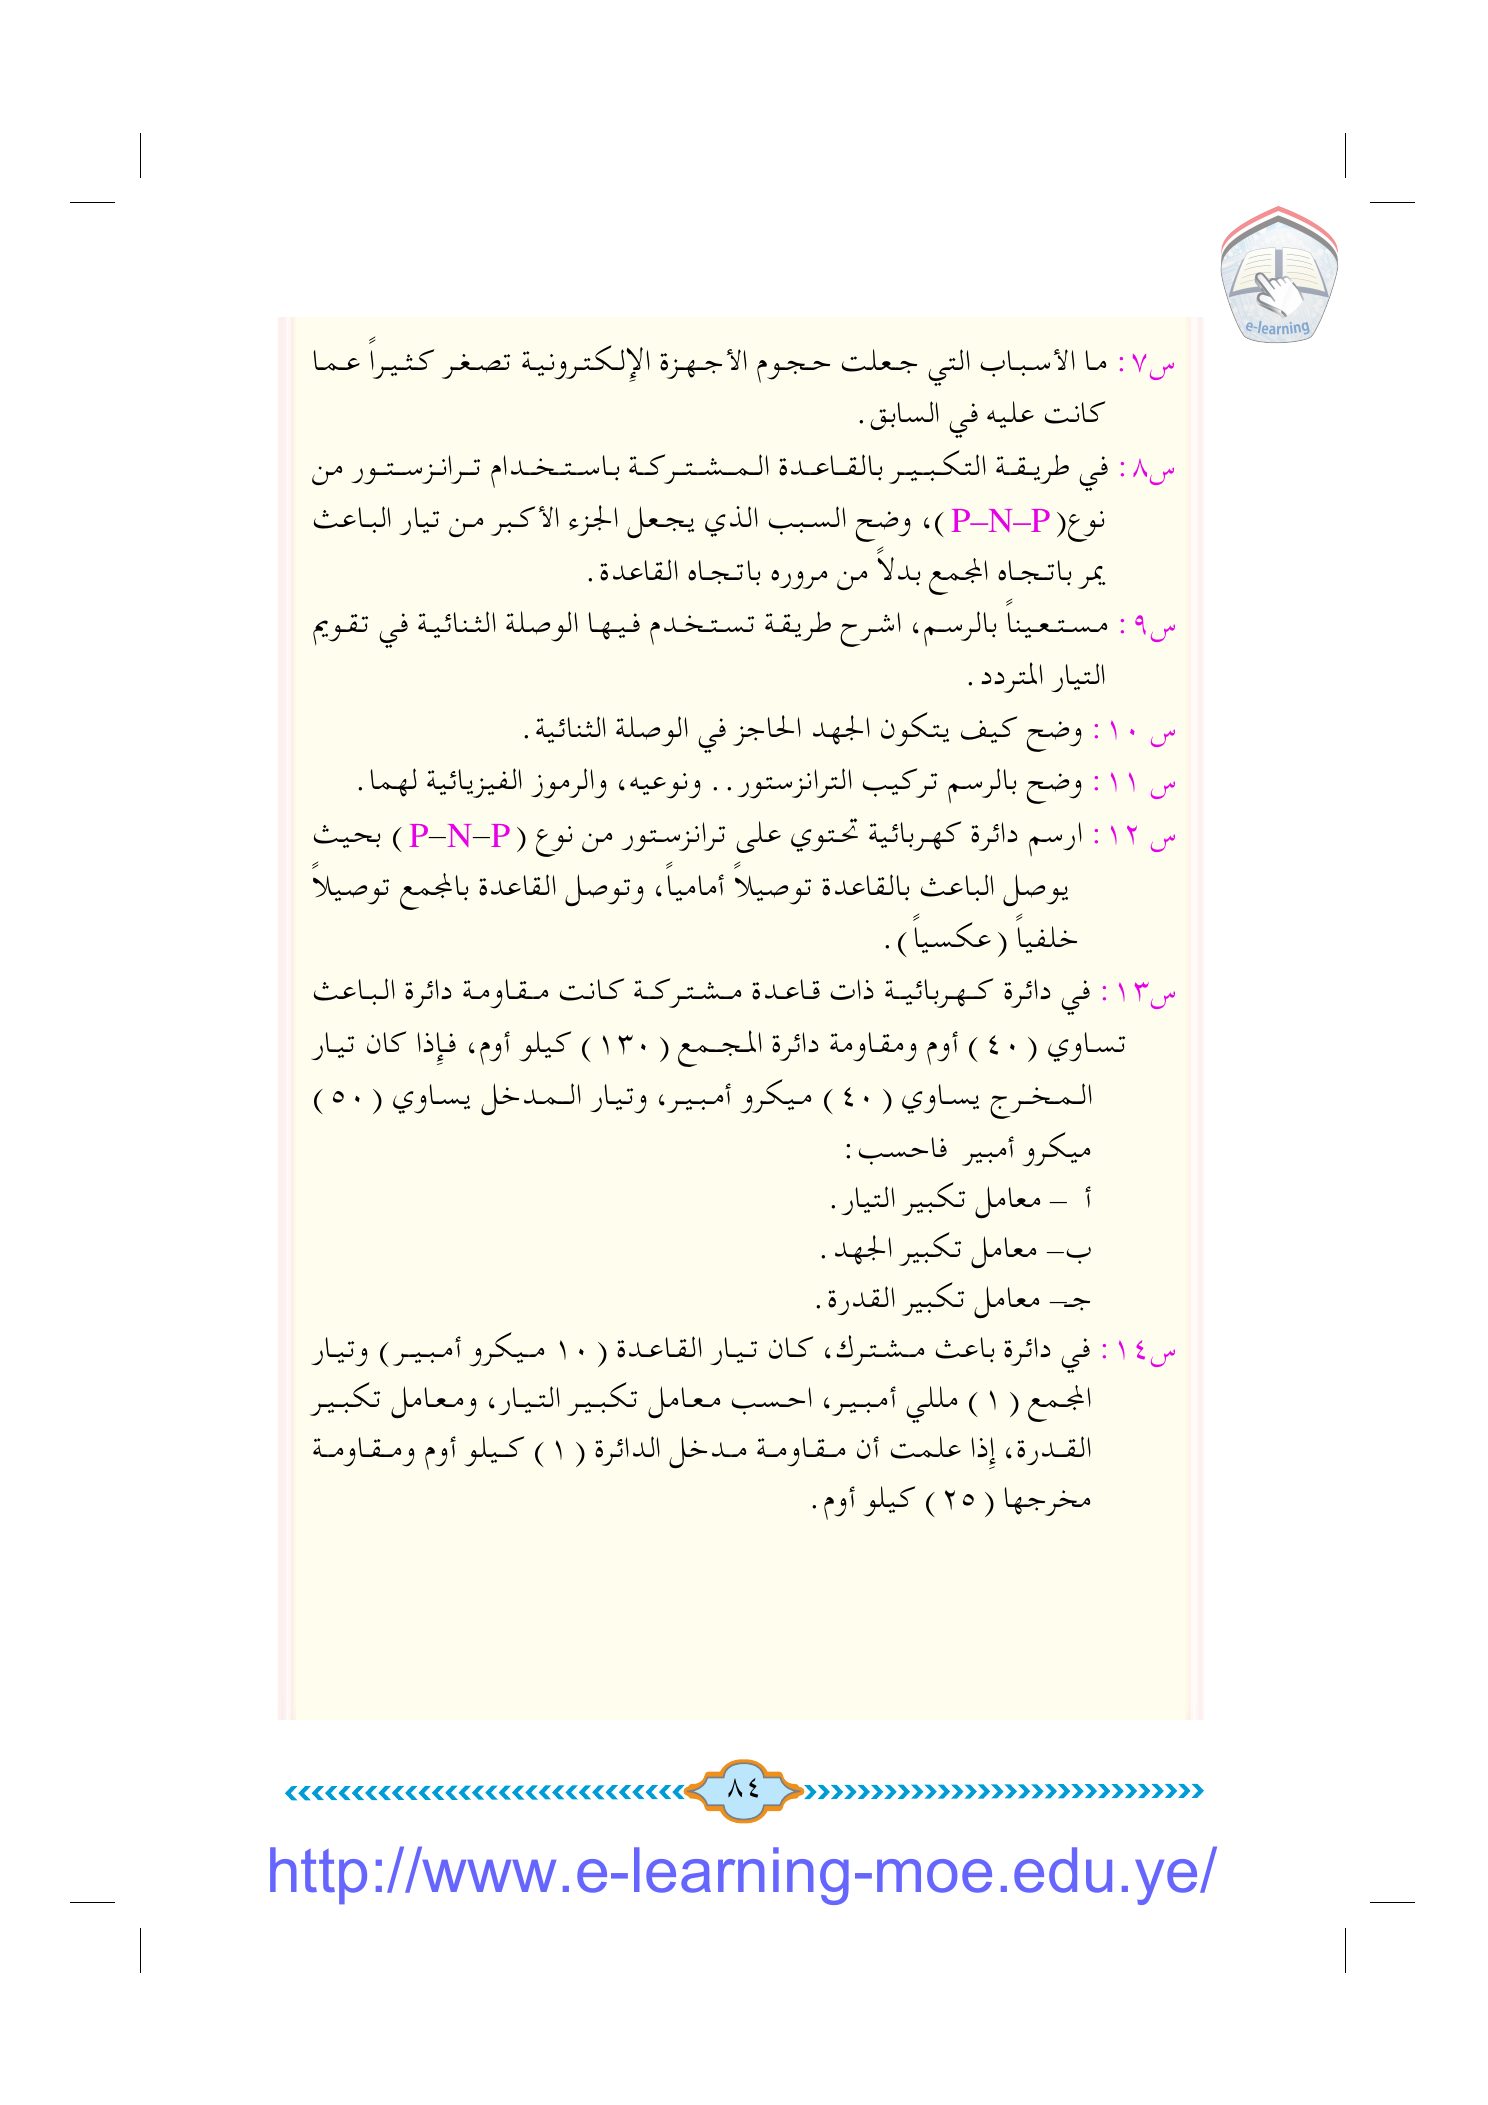 e-learning
س٧: ما الأسباب التي جعلت حجوم الأجهزة الإلكترونية تصغر كثيراً عما
كانت عليه في السابق.
س٨: في طريقة التكبير بالقاعدة المشتركة باستخدام ترانزستور من
نوع (P–N–P)، وضح السبب الذي يجعل الجزء الأكبر من تيار الباعث
يمر باتجاه المجمع بدلاً من مروره باتجاه القاعدة.
س٩: مستعيناً بالرسم، اشرح طريقة تستخدم فيها الوصلة الثنائية في تقويم
التيار المتردد.
س ١٠: وضح كيف يتكون الجهد الحاجز في الوصلة الثنائية.
س ١١: وضح بالرسم تركيب الترانزستور.. ونوعيه، والرموز الفيزيائية لهما.
س ١٢: ارسم دائرة كهربائية تحتوي على ترانزستور من نوع (P–N–P) بحيث
يوصل الباعث بالقاعدة توصيلاً أمامياً، وتوصل القاعدة بالمجمع توصيلاً
خلفياً (عكسياً).
س١٣: في دائرة كهربائية ذات قاعدة مشتركة كانت مقاومة دائرة الباعث
تساوي (٤٠) أوم ومقاومة دائرة المجمع (١٣٠) كيلو أوم، فإذا كان تيار
المخرج يساوي (٤٠) ميكرو أمبير، وتيار المدخل يساوي (٥٠)
ميكرو أمبير فاحسب:
أ – معامل تكبير التيار.
ب– معامل تكبير الجهد.
جـ– معامل تكبير القدرة.
س١٤: في دائرة باعث مشترك، كان تيار القاعدة (١٠ ميكرو أمبير) وتيار
المجمع (١) مللي أمبير، احسب معامل تكبير التيار، ومعامل تكبير
القدرة، إذا علمت أن مقاومة مدخل الدائرة (١) كيلو أوم ومقاومة
مخرجها (٢٥) كيلو أوم.
٨٤
http://www.e-learning-moe.edu.ye/